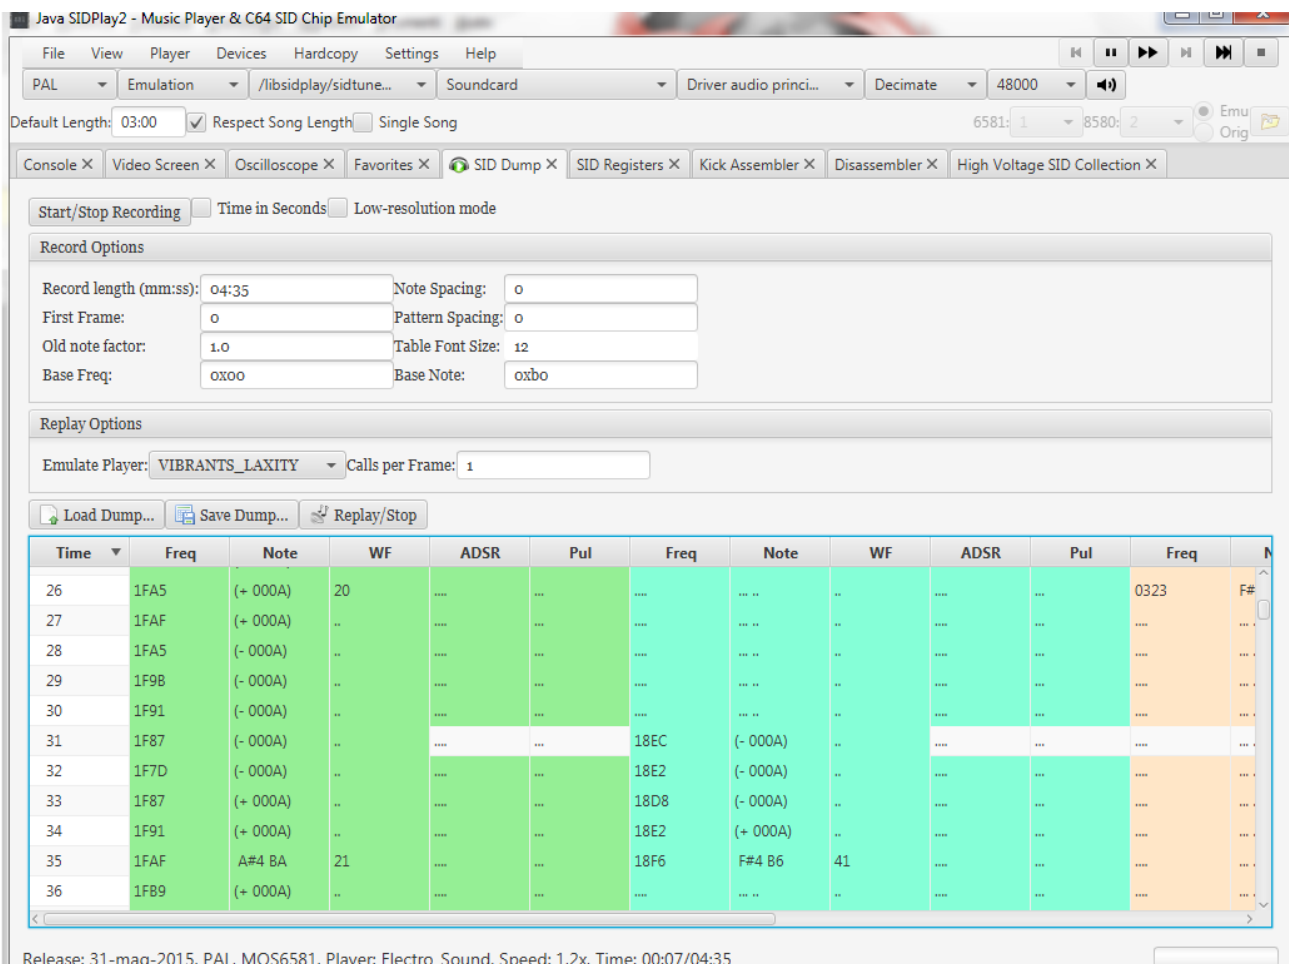 Java SIDPlay2 - Music Player & C64 SID Chip Emulator
File View Player Devices Hardcopy Settings Help
PAL Emulation /libsidplay/sidtune... Soundcard Driver audio princi... Decimate 48000
Default Length: 03:00 Respect Song Length Single Song 6581: 1 8580: 2 Emu
Orig
Console Video Screen Oscilloscope Favorites SID Dump SID Registers Kick Assembler Disassembler High Voltage SID Collection
Start/Stop Recording Time in Seconds Low-resolution mode
Record Options
Record length (mm:ss): 04:35 Note Spacing: 0
First Frame: 0 Pattern Spacing: 0
Old note factor: 1.0 Table Font Size: 12
Base Freq: 0x00 Base Note: 0xb0
Replay Options
Emulate Player: VIBRANTS_LAXITY Calls per Frame: 1
Load Dump... Save Dump... Replay/Stop
Time Freq Note WF ADSR Pul Freq Note WF ADSR Pul Freq N
26 1FA5 (+ 000A) 20 .... ... .... ... .. .. .... ... 0323 F#
27 1FAF (+ 000A) .. .... ... .... ... .. .. .... ... .... ... .
28 1FA5 (- 000A) .. .... ... .... ... .. .. .... ... .... ... .
29 1F9B (- 000A) .. .... ... .... ... .. .. .... ... .... ... .
30 1F91 (- 000A) .. .... ... .... ... .. .. .... ... .... ... .
31 1F87 (- 000A) .. .... ... 18EC (- 000A) .. .... ... .... ... .
32 1F7D (- 000A) .. .... ... 18E2 (- 000A) .. .... ... .... ... .
33 1F87 (+ 000A) .. .... ... 18D8 (- 000A) .. .... ... .... ... .
34 1F91 (+ 000A) .. .... ... 18E2 (+ 000A) .. .... ... .... ... .
35 1FAF A#4 BA 21 .... ... 18F6 F#4 B6 41 .... ... .... ... .
36 1FB9 (+ 000A) .. .... ... .... ... .. .. .... ... .... ... .
Release: 31-mag-2015, PAL, MOS6581, Player: Electro_Sound, Speed: 1.2x, Time: 00:07/04:35